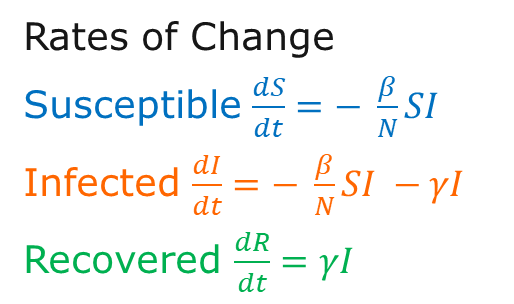 Rates of Change
Susceptible dS/dt = − β/N SI
Infected dI/dt = − β/N SI − γI
Recovered dR/dt = γI